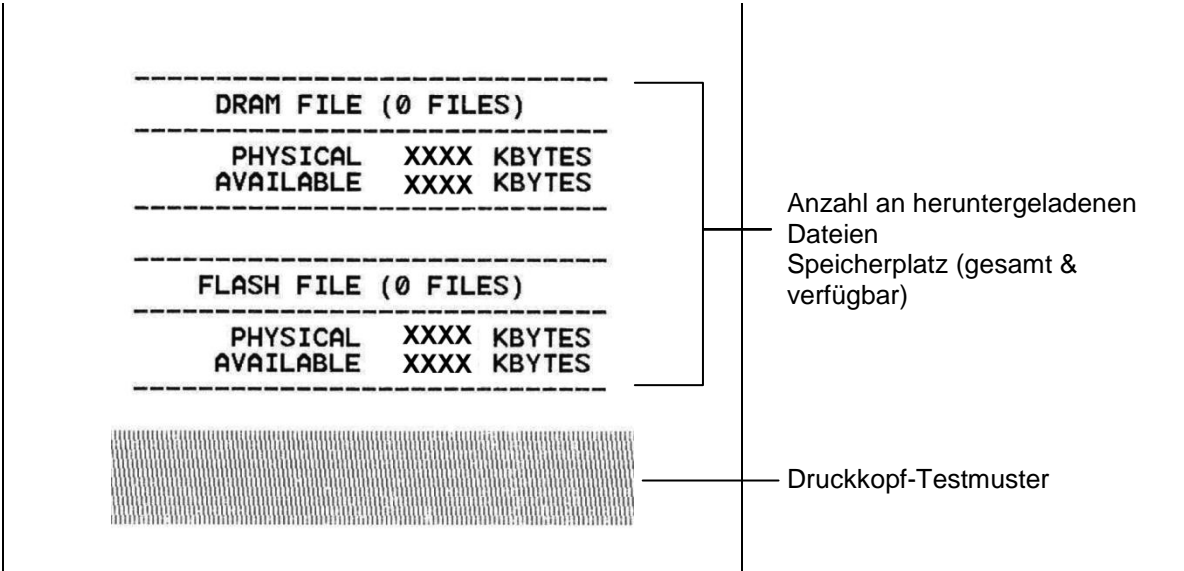 DRAM FILE (0 FILES)
PHYSICAL XXXX KBYTES
AVAILABLE XXXX KBYTES
FLASH FILE (0 FILES)
PHYSICAL XXXX KBYTES
AVAILABLE XXXX KBYTES
Anzahl an heruntergeladenen
Dateien
Speicherplatz (gesamt &
verfügbar)
Druckkopf-Testmuster